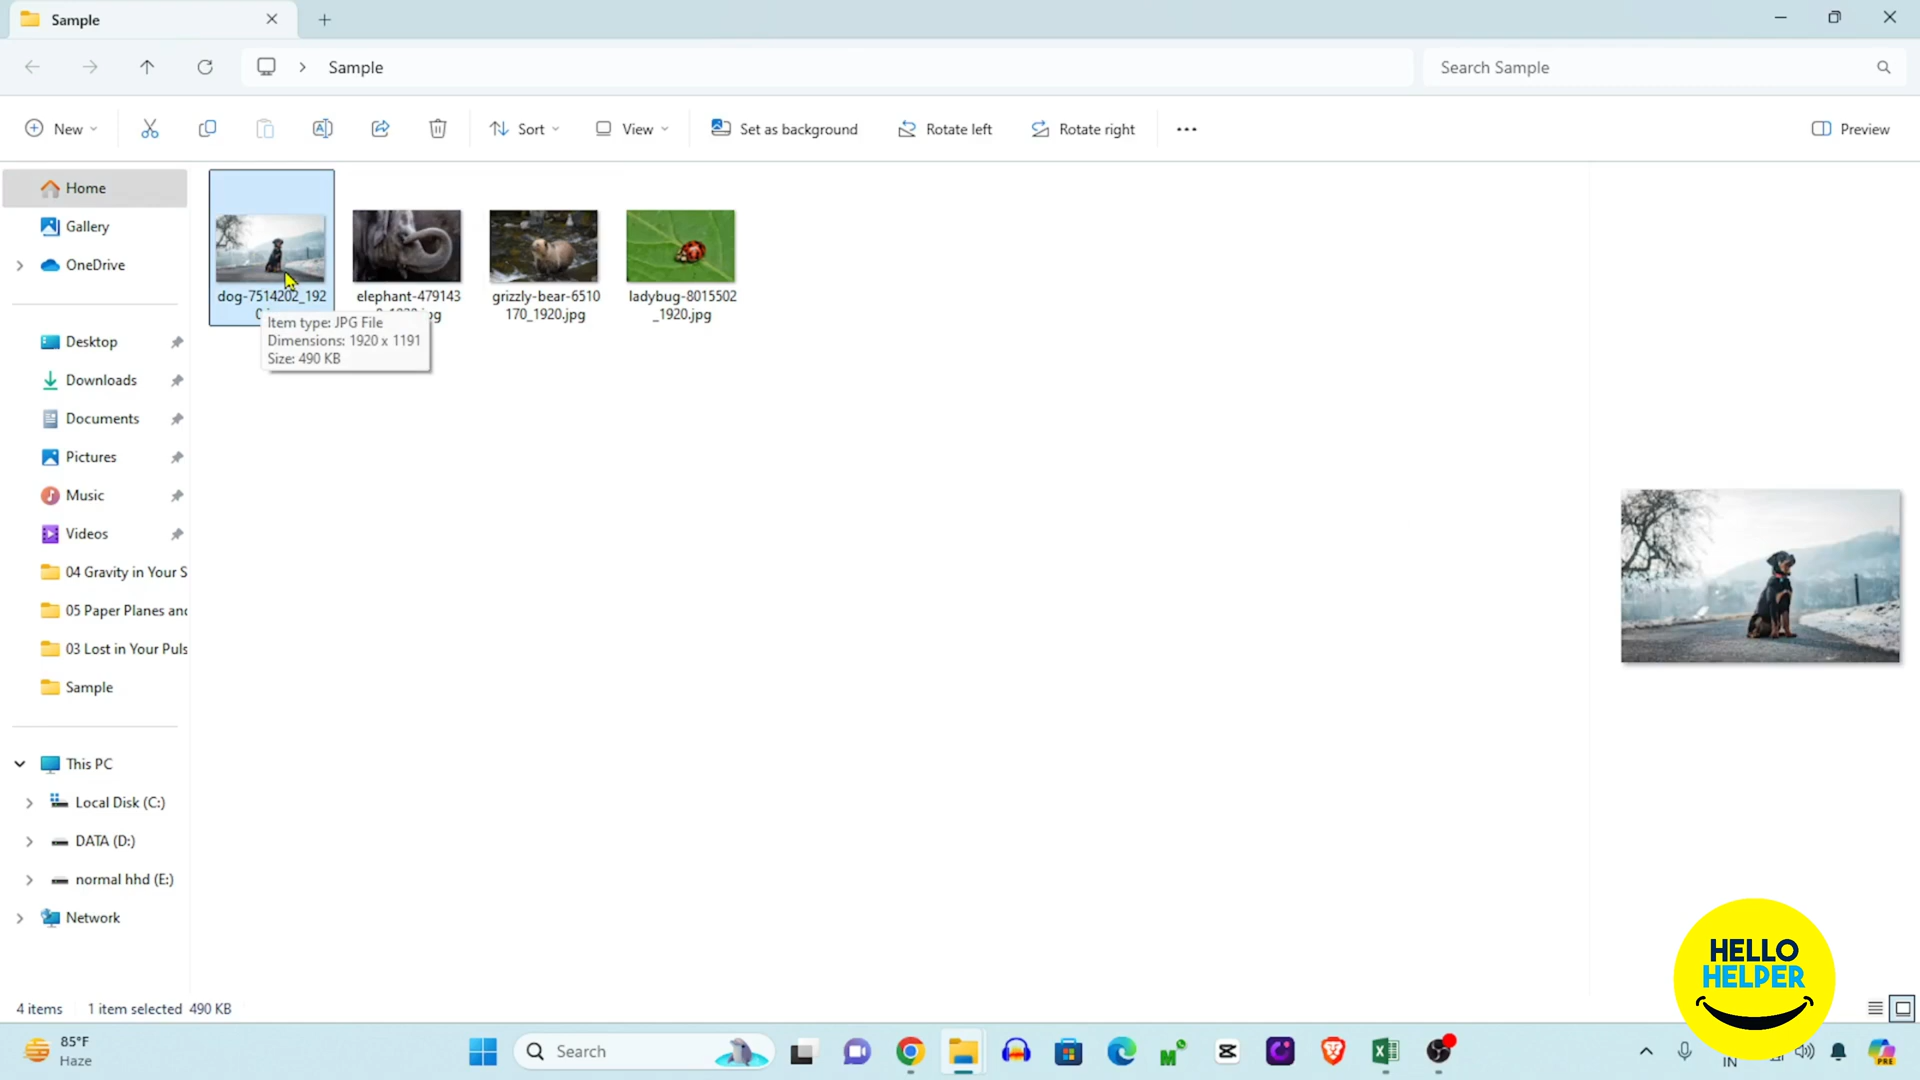 Sample
Sample
Search Sample
New
Sort
View
Set as background
Rotate left
Rotate right
Preview
Home
Gallery
OneDrive
Desktop
Downloads
Documents
Pictures
Music
Videos
04 Gravity in Your S
05 Paper Planes and
03 Lost in Your Puls
Sample
This PC
Local Disk (C:)
DATA (D:)
normal hhd (E:)
Network
dog-7514202_192
elephant-479143
grizzly-bear-6510
170_1920.jpg
ladybug-8015502
_1920.jpg
Item type: JPG File
Dimensions: 1920 x 1191
Size: 490 KB
HELLO
HELPER
4 items
1 item selected 490 KB
85°F
Haze
Search
IN
PRE